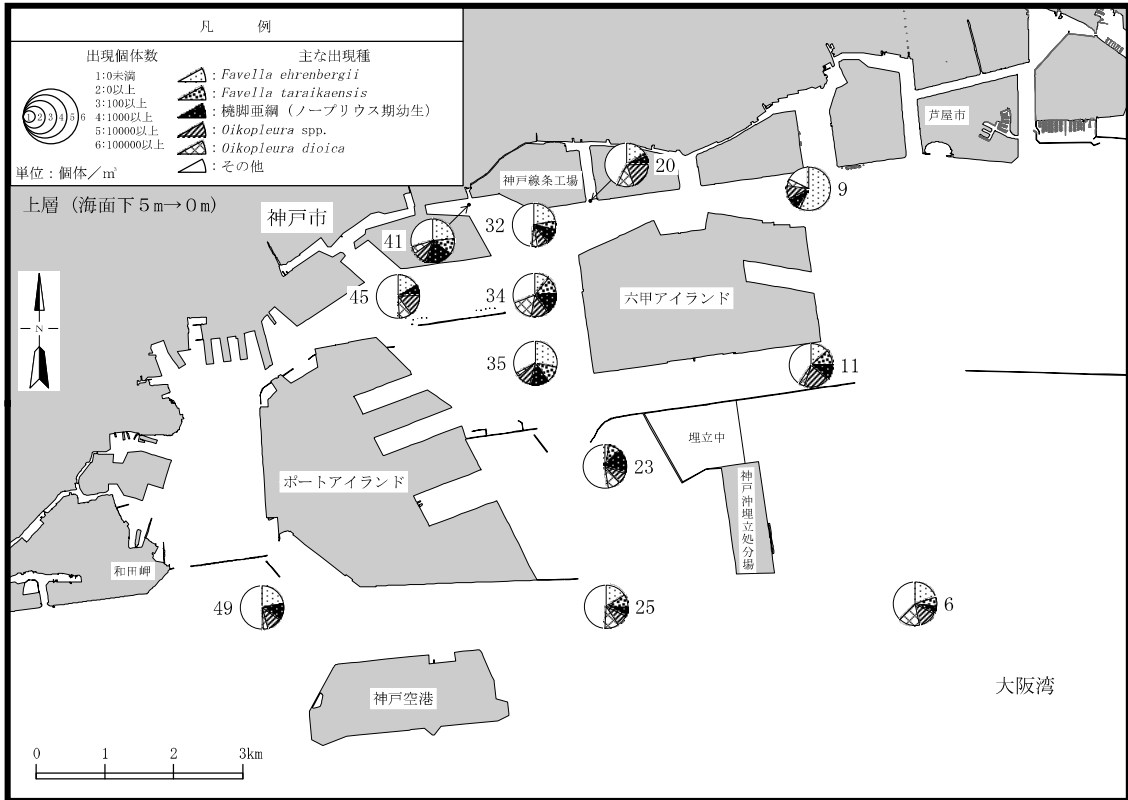 凡 例
出現個体数
1:0未満
2:0以上
3:100以上
4:1000以上
5:10000以上
6:100000以上
1 2 3 4 5 6
単位：個体／㎥
主な出現種
：Favella ehrenbergii
：Favella taraikaensis
：橈脚亜綱（ノープリウス期幼生）
：Oikopleura spp.
：Oikopleura dioica
：その他
上層（海面下５m→０m）
芦屋市
神戸線条工場
20
9
神戸市
32
41
45
34
六甲アイランド
N
35
11
埋立中
23
ポートアイランド
神戸沖埋立処分場
和田岬
49
25
6
神戸空港
大阪湾
0 1 2 3km